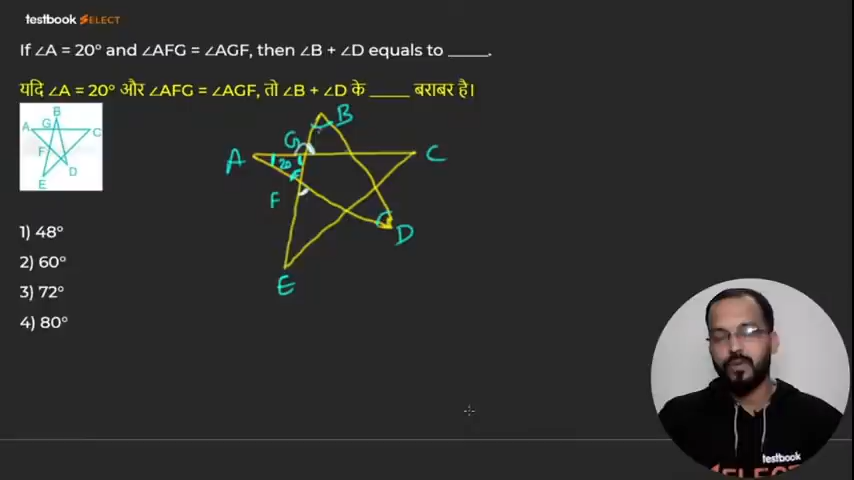 testbook SELECT
If ∠A = 20° and ∠AFG = ∠AGF, then ∠B + ∠D equals to _____.
यदि ∠A = 20° और ∠AFG = ∠AGF, तो ∠B + ∠D के ____ बराबर है।
B
A G C
F
D
E
B
G
A 20 C
F
D
E
1) 48°
2) 60°
3) 72°
4) 80°
testbook
SELECT